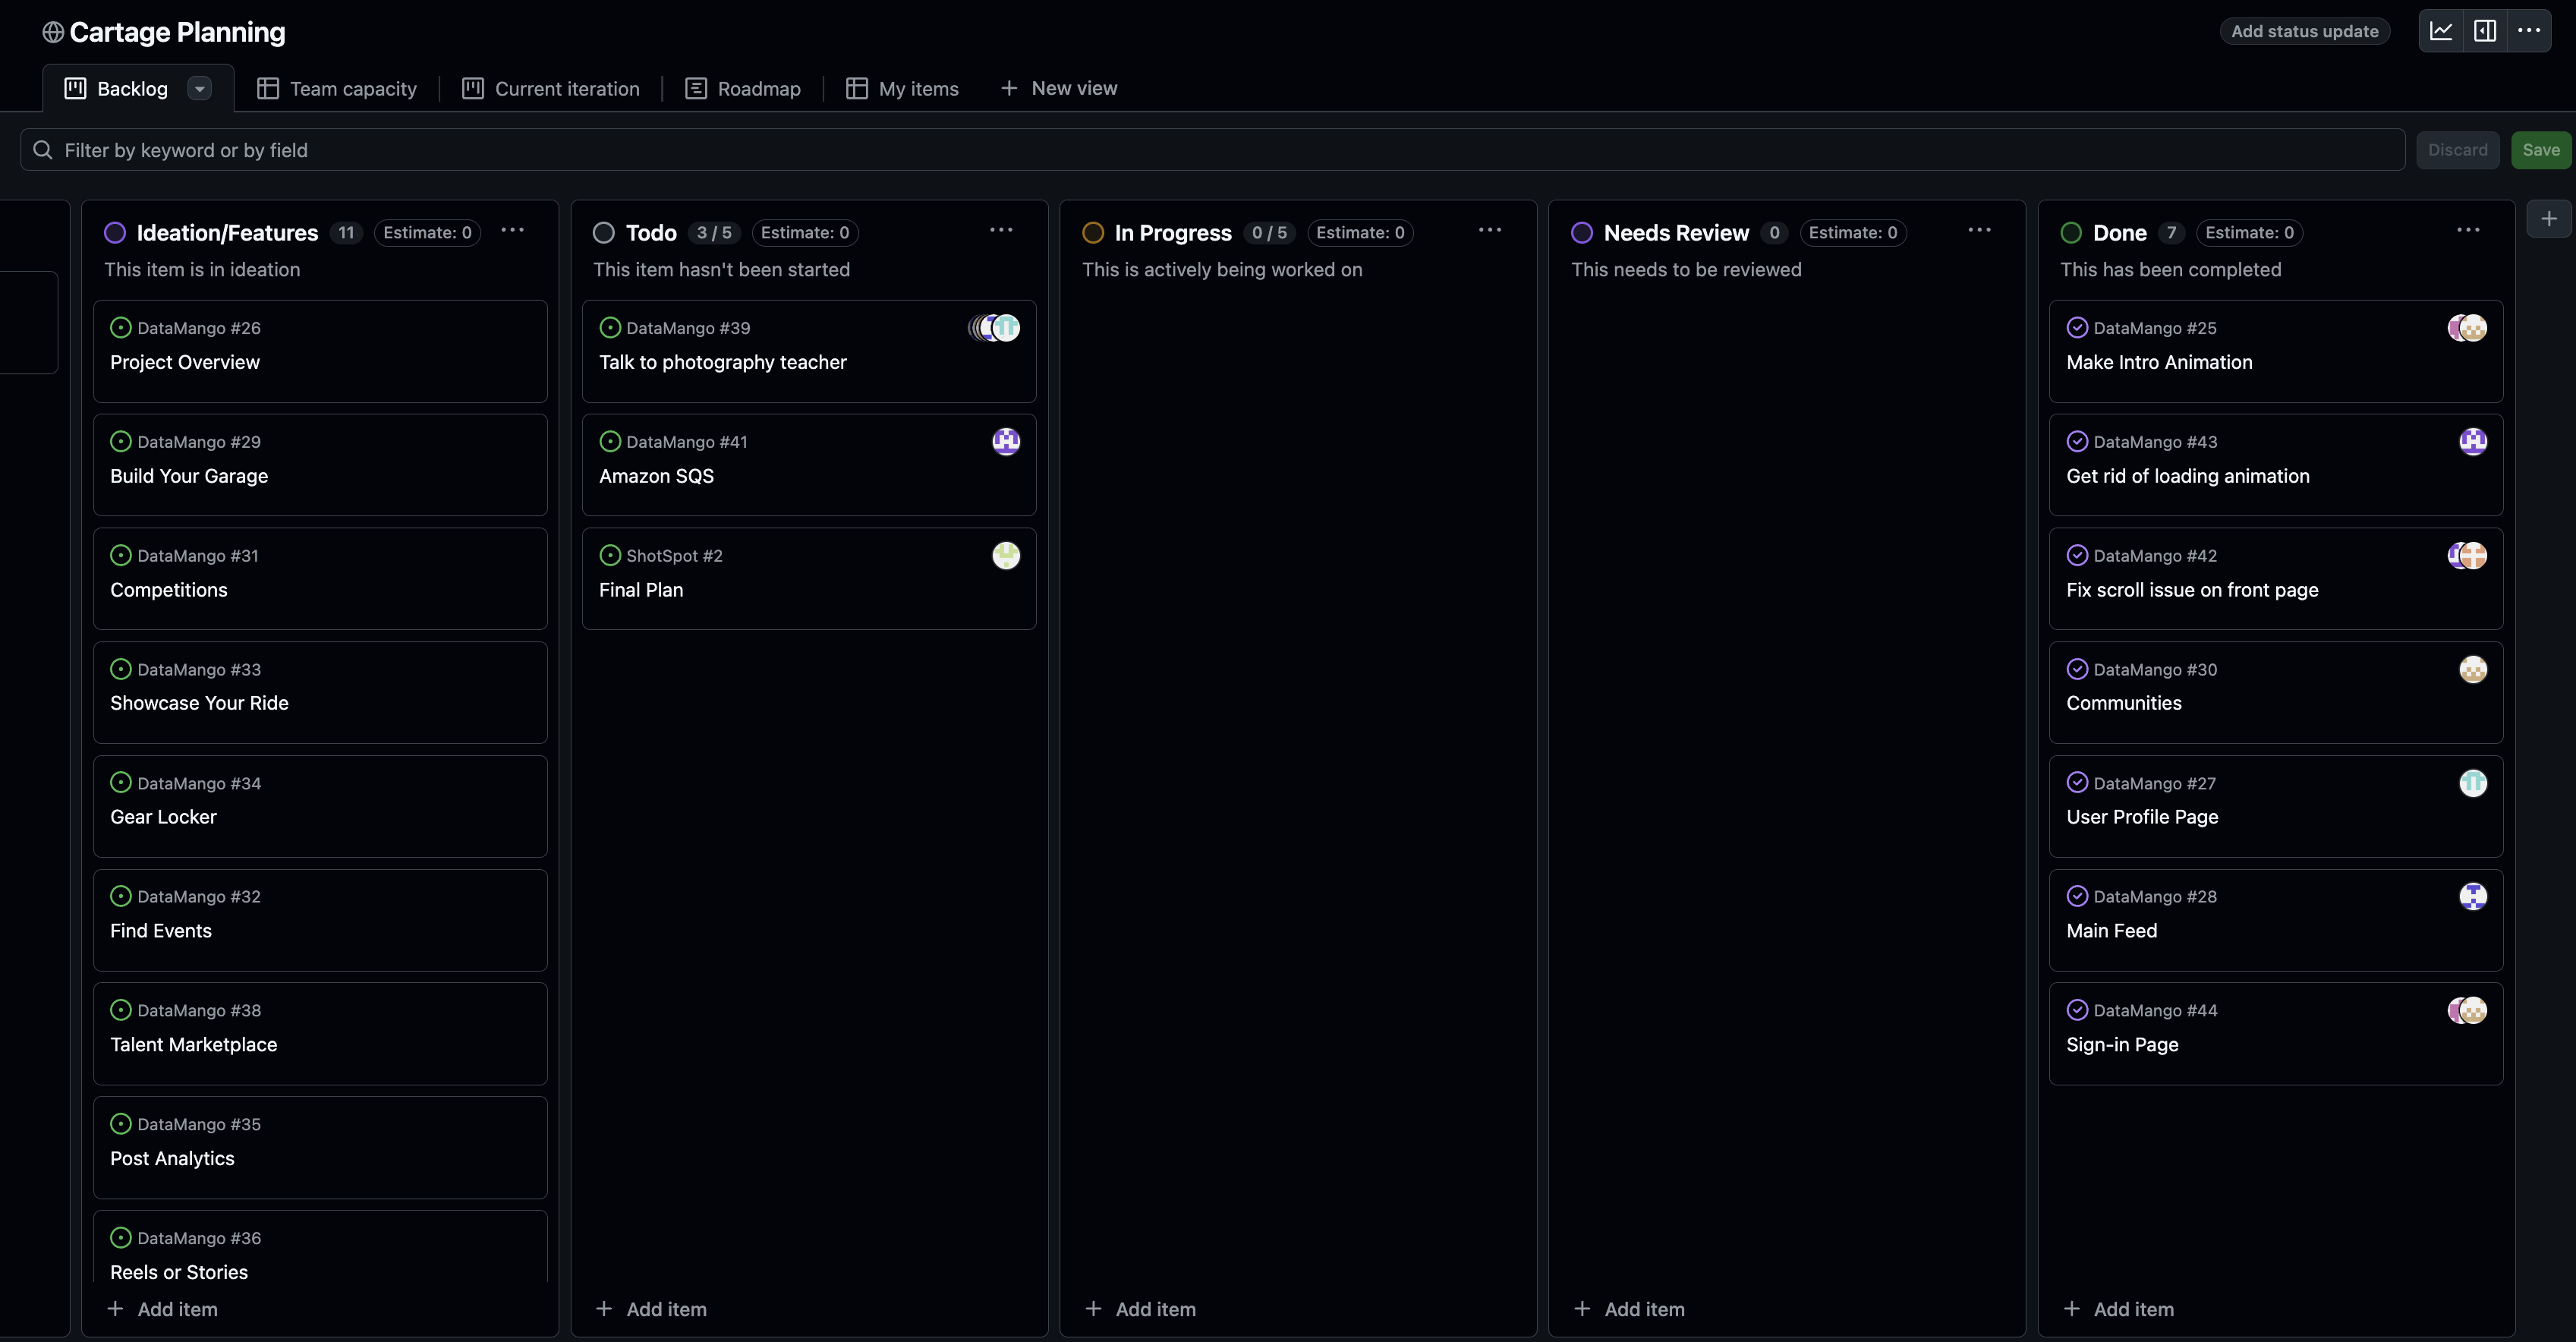 Cartage Planning
Add status update
Backlog
Team capacity
Current iteration
Roadmap
My items
New view
Filter by keyword or by field
Discard
Save
Ideation/Features 11 Estimate: 0
This item is in ideation
DataMango #26
Project Overview
DataMango #29
Build Your Garage
DataMango #31
Competitions
DataMango #33
Showcase Your Ride
DataMango #34
Gear Locker
DataMango #32
Find Events
DataMango #38
Talent Marketplace
DataMango #35
Post Analytics
DataMango #36
Reels or Stories
Add item
Todo 3 / 5 Estimate: 0
This item hasn't been started
DataMango #39
Talk to photography teacher
DataMango #41
Amazon SQS
ShotSpot #2
Final Plan
Add item
In Progress 0 / 5 Estimate: 0
This is actively being worked on
Add item
Needs Review 0 Estimate: 0
This needs to be reviewed
Add item
Done 7 Estimate: 0
This has been completed
DataMango #25
Make Intro Animation
DataMango #43
Get rid of loading animation
DataMango #42
Fix scroll issue on front page
DataMango #30
Communities
DataMango #27
User Profile Page
DataMango #28
Main Feed
DataMango #44
Sign-in Page
Add item